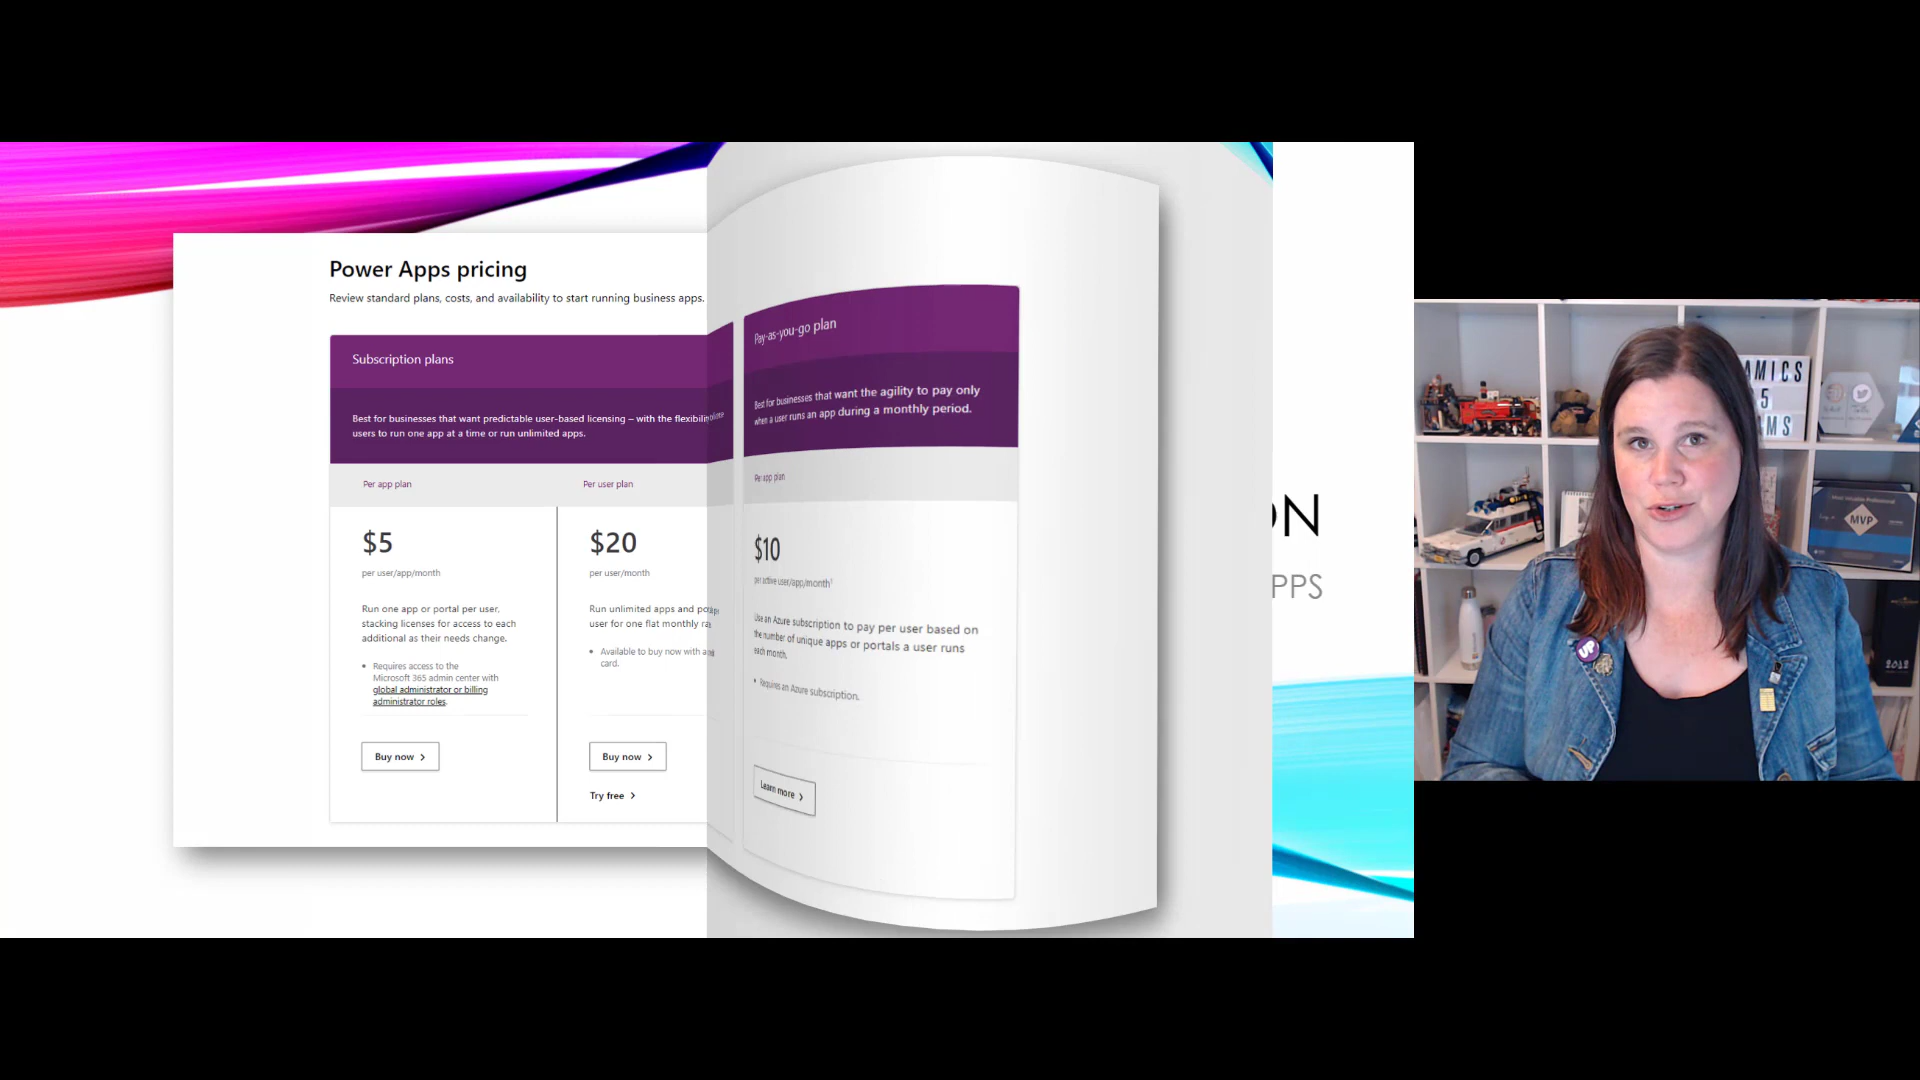 Power Apps pricing
Review standard plans, costs, and availability to start running business apps.
Subscription plans
Best for businesses that want predictable user-based licensing – with the
users to run one app at a time or run unlimited apps.
Per app plan
Per user plan
$5
per user/app/month
Run one app or portal per user,
stacking licenses for access to each
additional as their needs change.
Requires access to the
Microsoft 365 admin center with
global administrator or billing
administrator roles.
Buy now
$20
per user/month
Run unlimited apps and
user for one flat monthly
Available to buy now with a
card.
Buy now
Try free
Pay-as-you-go plan
Best for businesses that want the agility to pay only
when a user runs an app during a monthly period.
Per app plan
$10
per active user/app/month¹
Use an Azure subscription to pay per user based on
the number of unique apps or portals a user runs
each month.
Requires an Azure subscription.
Learn more
ON
PPS
AMICS
5
AMS
MVP
UP